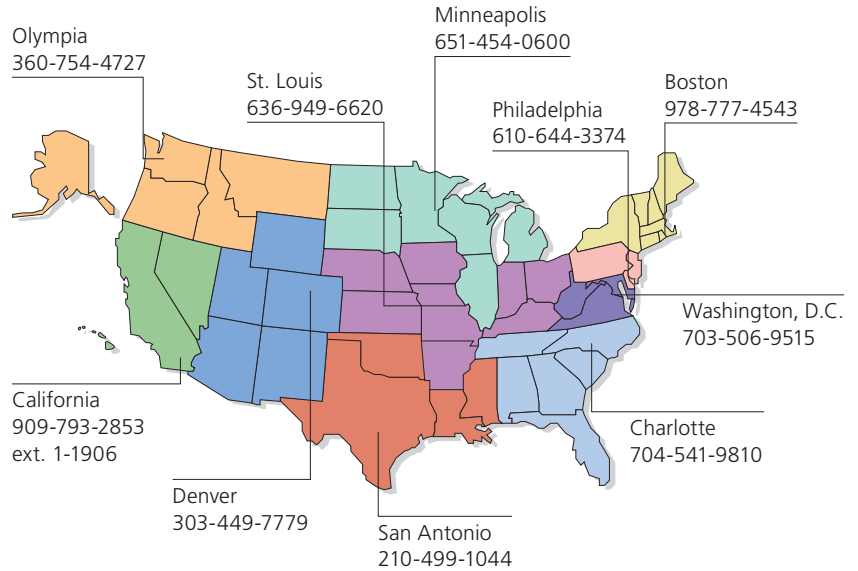 Minneapolis
651-454-0600
Olympia
360-754-4727
St. Louis
636-949-6620
Boston
978-777-4543
Philadelphia
610-644-3374
Washington, D.C.
703-506-9515
California
909-793-2853
ext. 1-1906
Charlotte
704-541-9810
Denver
303-449-7779
San Antonio
210-499-1044